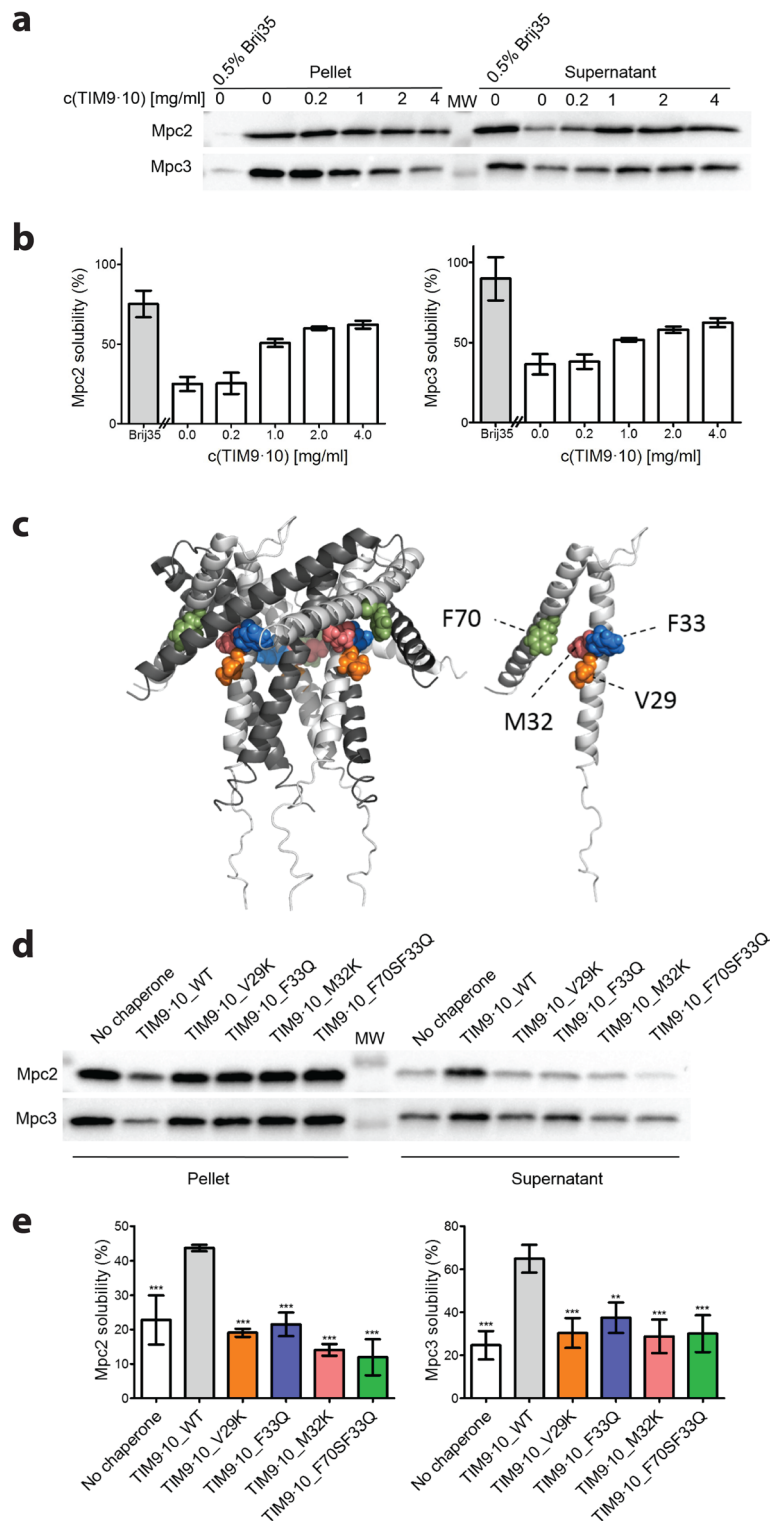 a
0.5% Brij35
0.5% Brij35
Pellet
Supernatant
c(TIM9·10) [mg/ml] 0 0 0.2 1 2 4 MW 0 0 0.2 1 2 4
Mpc2
Mpc3
b
Mpc2 solubility (%)
100
50
0
Brij35 0.0 0.2 1.0 2.0 4.0
c(TIM9·10) [mg/ml]
Mpc3 solubility (%)
100
50
0
Brij35 0.0 0.2 1.0 2.0 4.0
c(TIM9·10) [mg/ml]
c
F70
F33
M32
V29
d
No chaperone
TIM9·10_WT
TIM9·10_V29K
TIM9·10_F33Q
TIM9·10_M32K
TIM9·10_F70SF33Q
MW
No chaperone
TIM9·10_WT
TIM9·10_V29K
TIM9·10_F33Q
TIM9·10_M32K
TIM9·10_F70SF33Q
Mpc2
Mpc3
Pellet
Supernatant
e
Mpc2 solubility (%)
50
40
30
20
10
0
*** *** *** *** ***
No chaperone
TIM9·10_WT
TIM9·10_V29K
TIM9·10_F33Q
TIM9·10_M32K
TIM9·10_F70SF33Q
Mpc3 solubility (%)
80
60
40
20
0
*** *** ** *** ***
No chaperone
TIM9·10_WT
TIM9·10_V29K
TIM9·10_F33Q
TIM9·10_M32K
TIM9·10_F70SF33Q